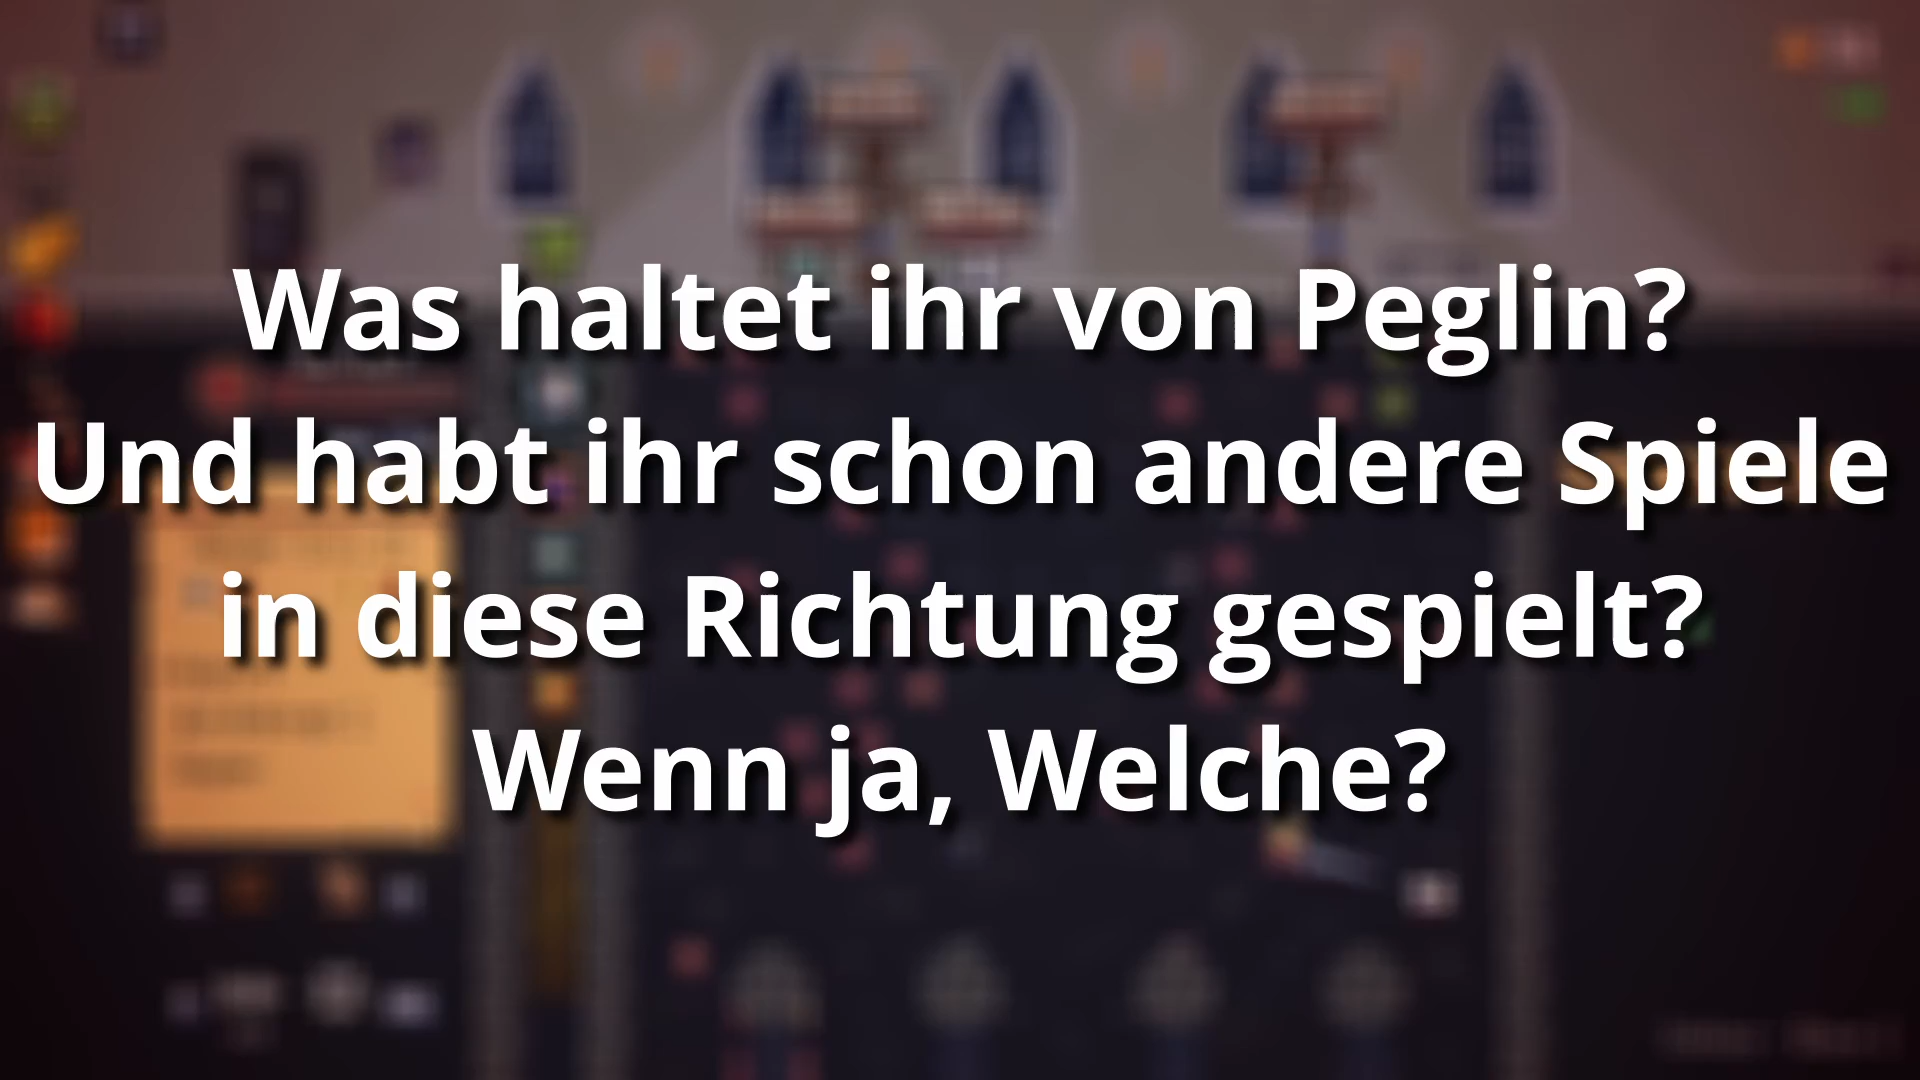 Was haltet ihr von Peglin?
Und habt ihr schon andere Spiele
in diese Richtung gespielt?
Wenn ja, Welche?